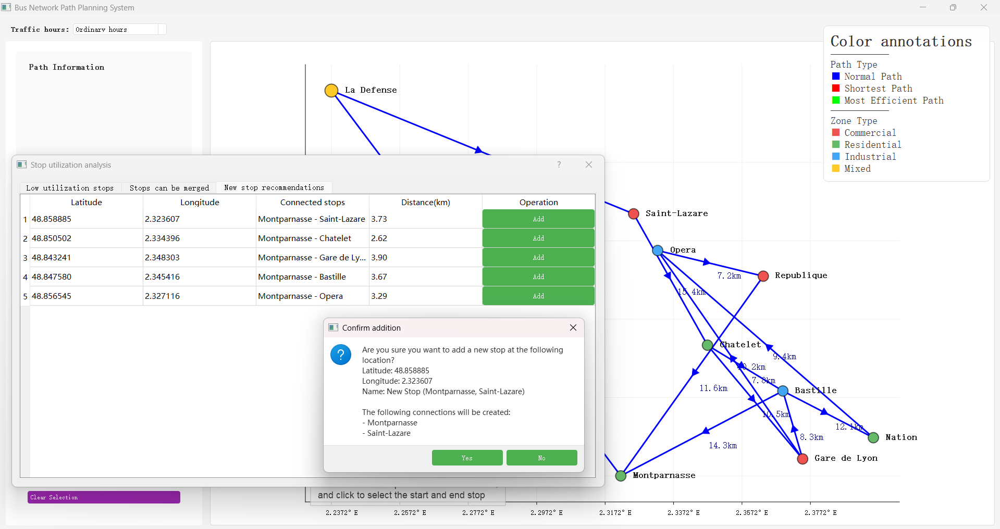 Bus Network Path Planning System
Traffic hours: Ordinary hours
Path Information
Color annotations
Path Type
Normal Path
Shortest Path
Most Efficient Path
Zone Type
Commercial
Residential
Industrial
Mixed
La Defense
Stop utilization analysis
?
Low utilization stops Stops can be merged New stop recommendations
Latitude Longitude Connected stops Distance(km) Operation
1 48.858885 2.323607 Montparnasse - Saint-Lazare 3.73 Add
2 48.850502 2.334396 Montparnasse - Chatelet 2.62 Add
3 48.843241 2.348303 Montparnasse - Gare de Ly... 3.90 Add
4 48.847580 2.345416 Montparnasse - Bastille 3.67 Add
5 48.856545 2.327116 Montparnasse - Opera 3.29 Add
Confirm addition
?
Are you sure you want to add a new stop at the following
location?
Latitude: 48.858885
Longitude: 2.323607
Name: New Stop (Montparnasse, Saint-Lazare)
The following connections will be created:
- Montparnasse
- Saint-Lazare
Yes No
Saint-Lazare
Opera
Republique
7.2km
15.4km
Chatelet
9.4km
7.8km
11.6km
Bastille
10.5km
12.1km
8.3km
Nation
14.3km
Gare de Lyon
Montparnasse
and click to select the start and end stop
Clear Selection
2.2372° E 2.2572° E 2.2772° E 2.2972° E 2.3172° E 2.3372° E 2.3572° E 2.3772° E